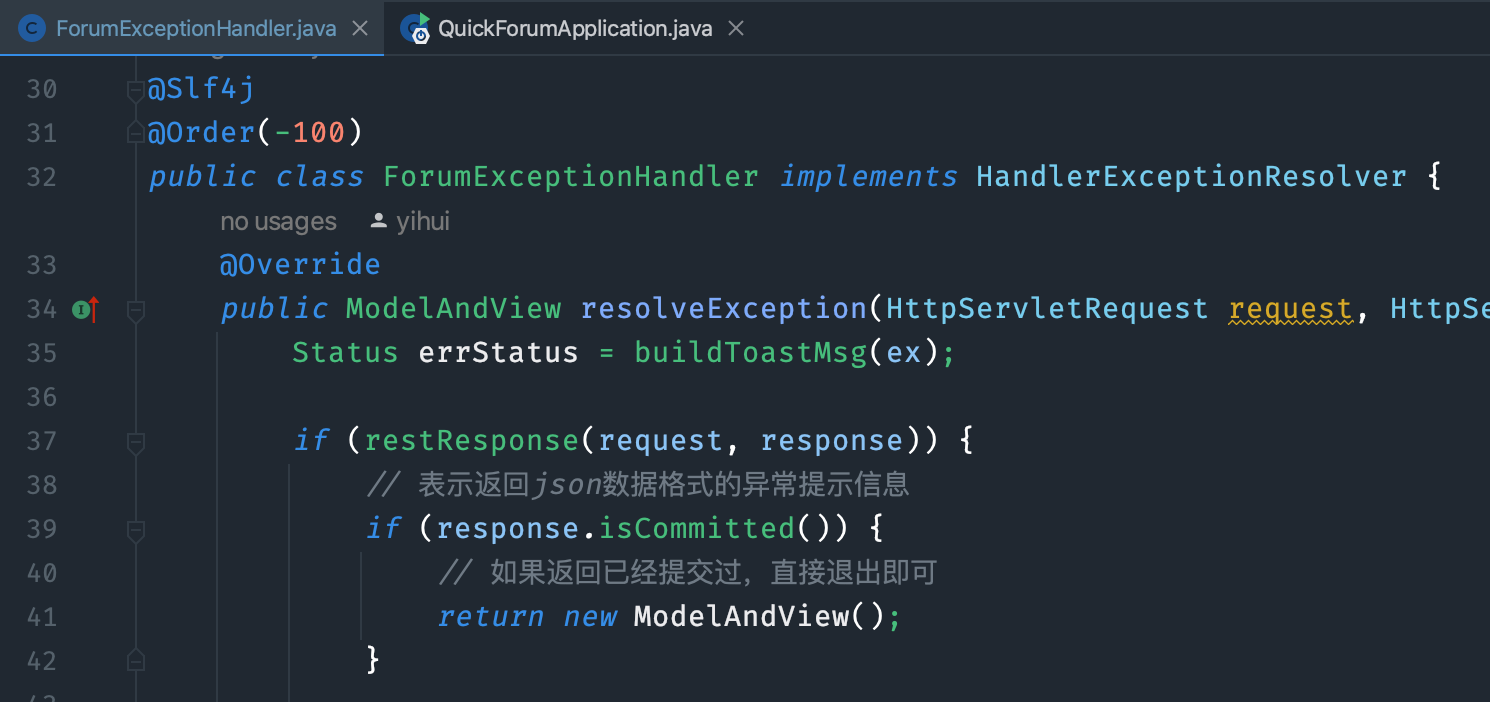 ForumExceptionHandler.java QuickForumApplication.java
30 @Slf4j
31 @Order(-100)
32 public class ForumExceptionHandler implements HandlerExceptionResolver {
no usages yihui
33 @Override
34 public ModelAndView resolveException(HttpServletRequest request, HttpSe
35 Status errStatus = buildToastMsg(ex);
36
37 if (restResponse(request, response)) {
38 // 表示返回json数据格式的异常提示信息
39 if (response.isCommitted()) {
40 // 如果返回已经提交过，直接退出即可
41 return new ModelAndView();
42 }